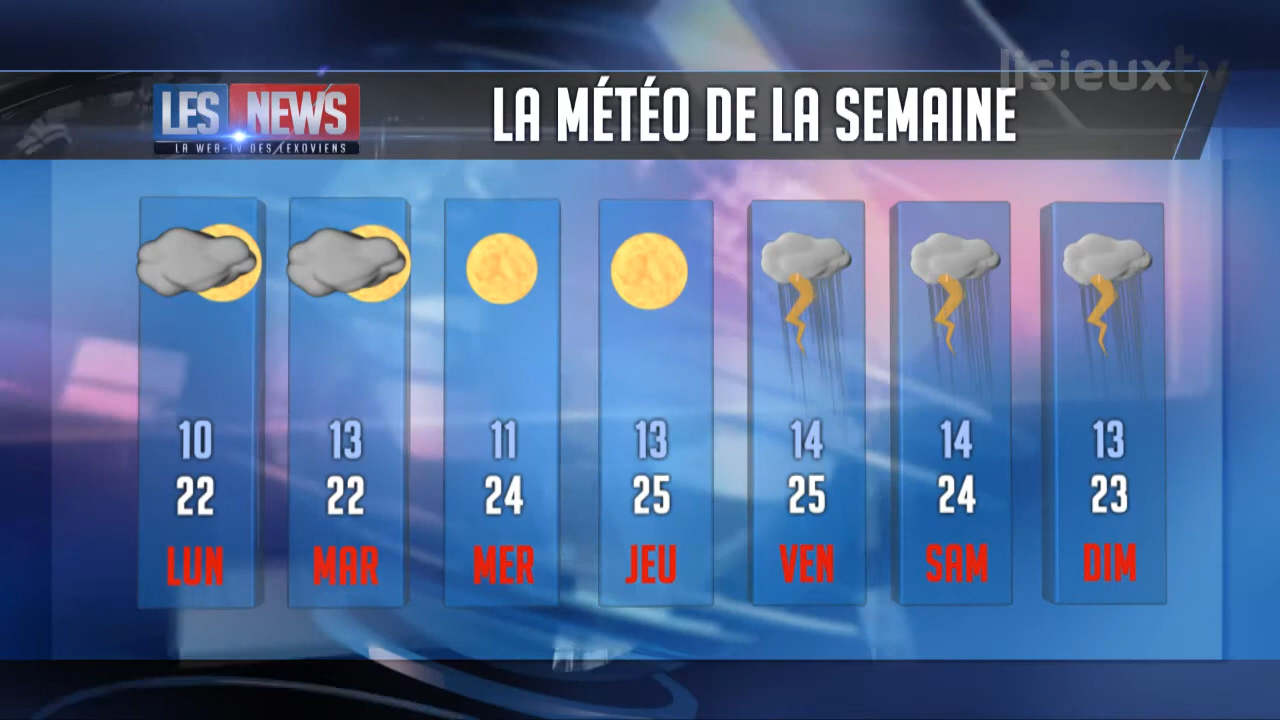 lisieuxtv
LES NEWS
LA WEB-TV DES LEXOVIENS
LA MÉTÉO DE LA SEMAINE
10 13 11 13 14 14 13
22 22 24 25 25 24 23
LUN MAR MER JEU VEN SAM DIM